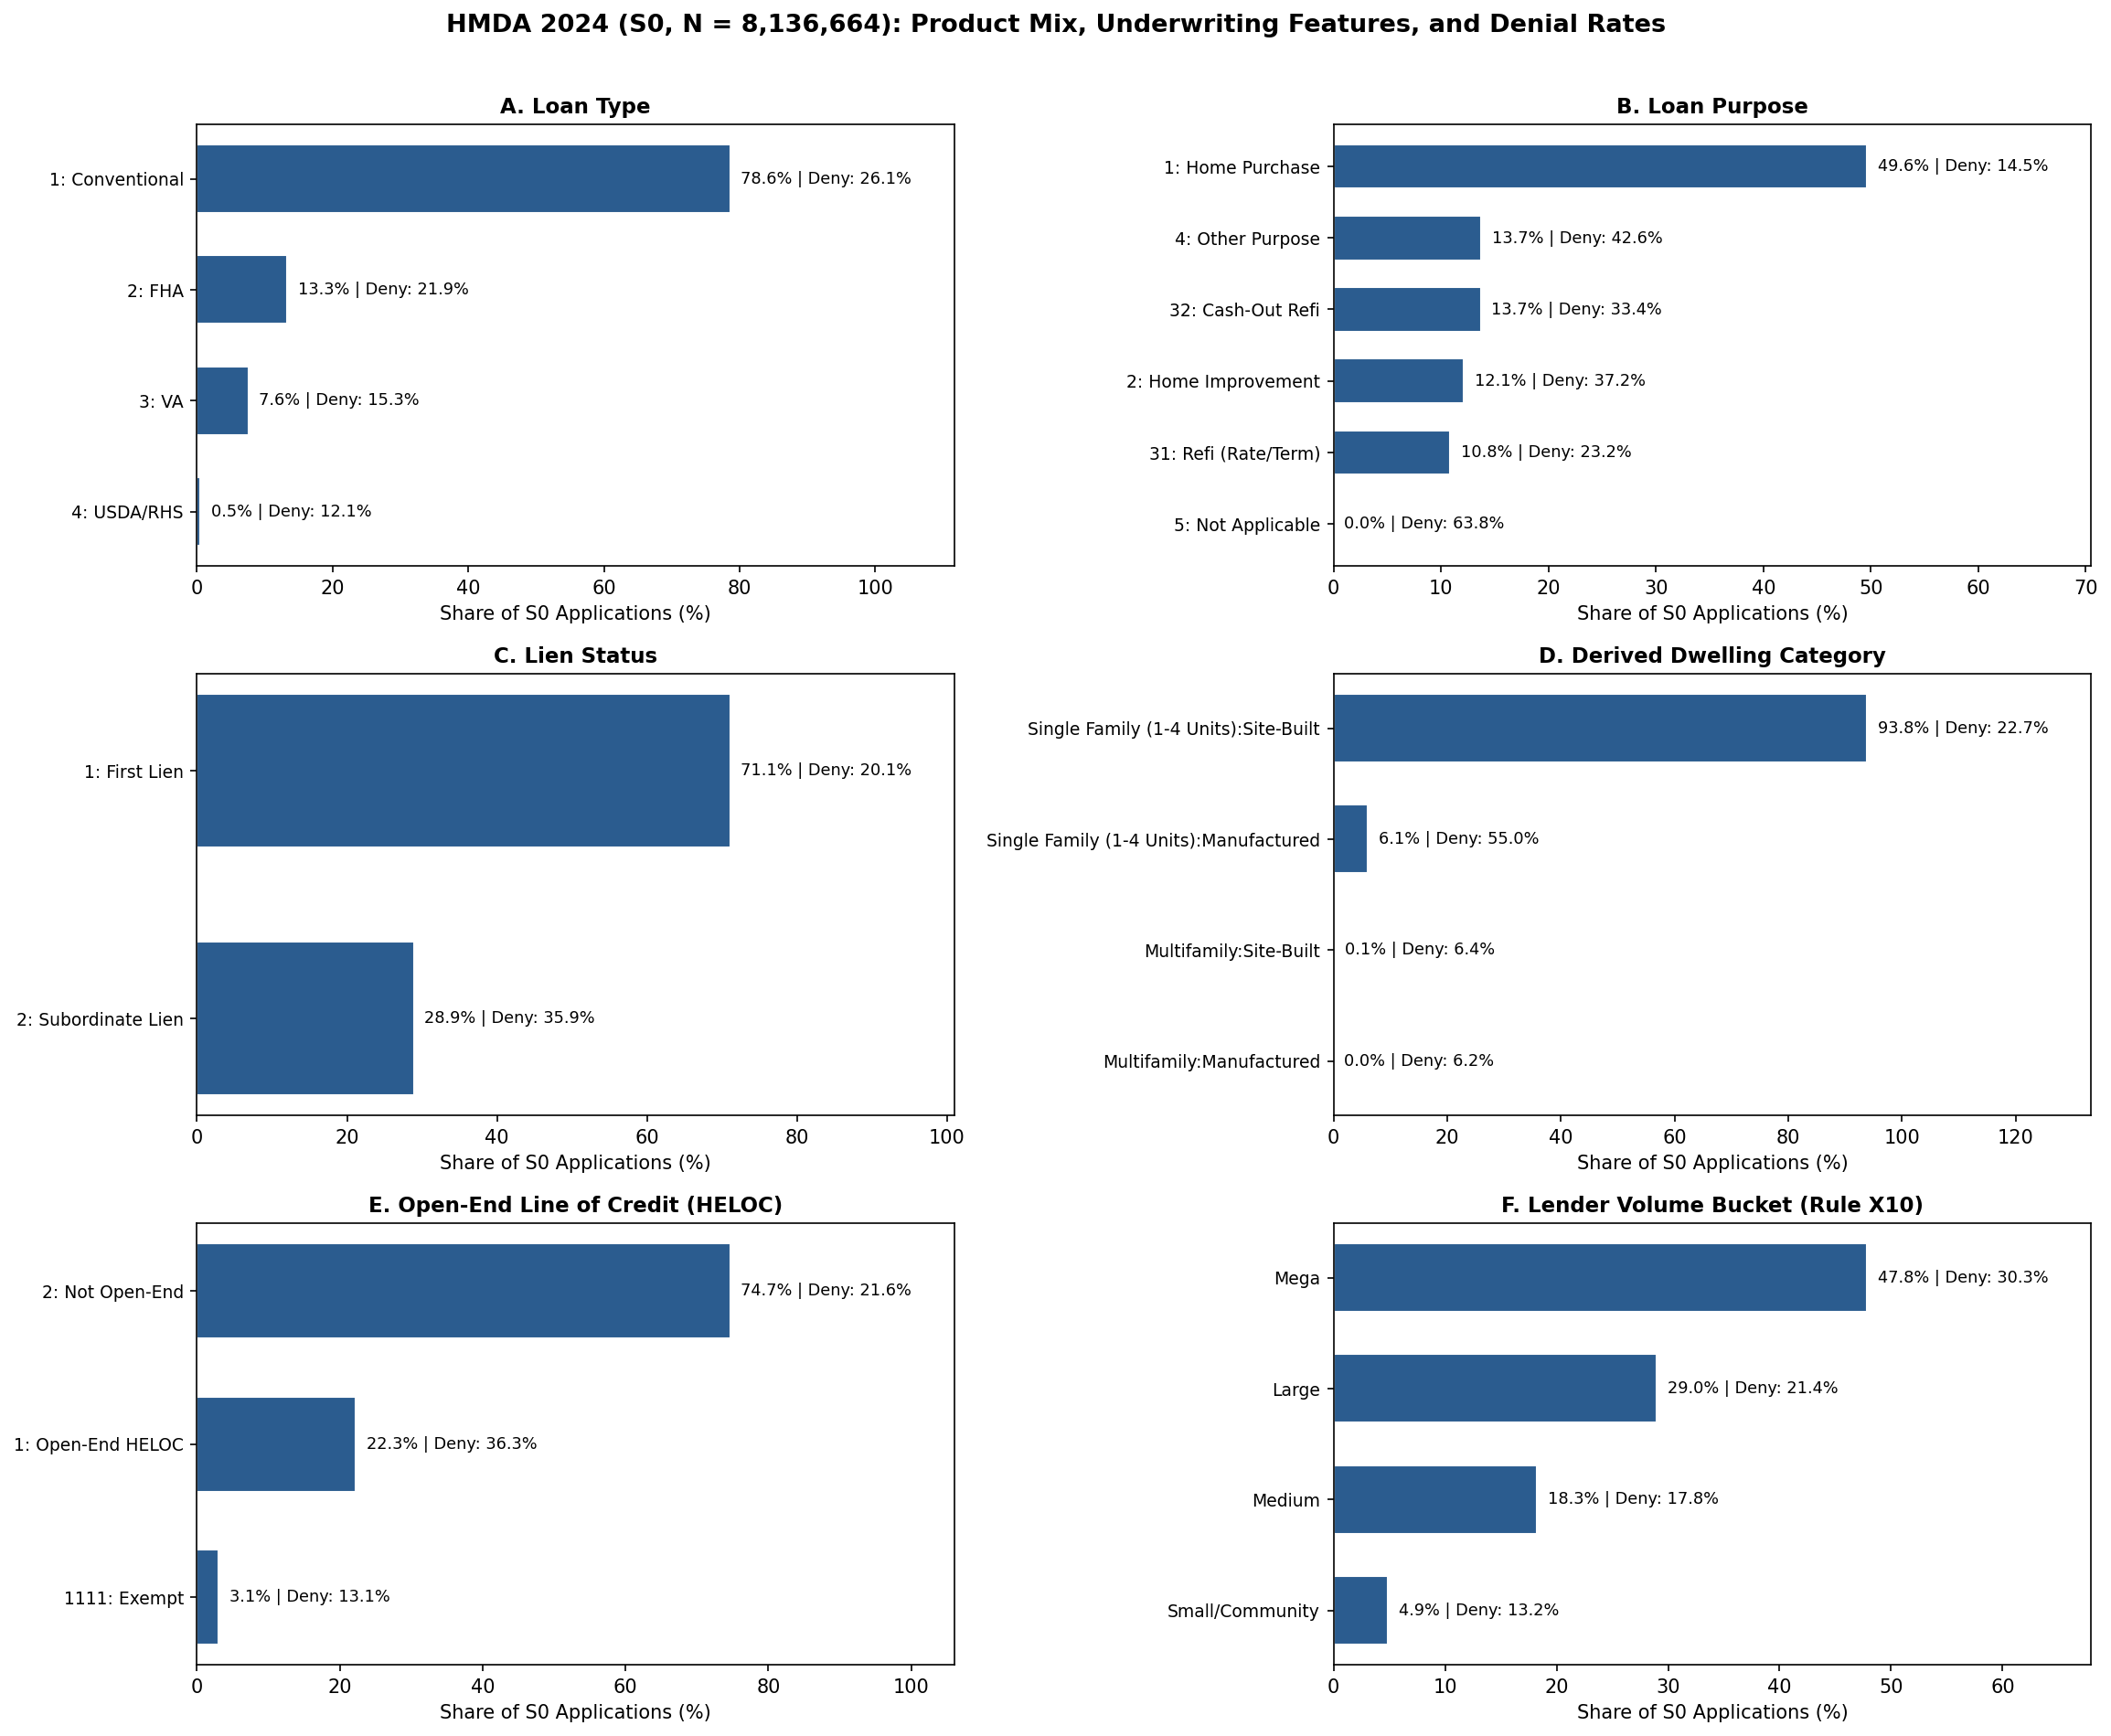 HMDA 2024 (S0, N = 8,136,664): Product Mix, Underwriting Features, and Denial Rates
A. Loan Type
1: Conventional
78.6% | Deny: 26.1%
2: FHA
13.3% | Deny: 21.9%
3: VA
7.6% | Deny: 15.3%
4: USDA/RHS
0.5% | Deny: 12.1%
0 20 40 60 80 100
Share of S0 Applications (%)
B. Loan Purpose
1: Home Purchase
49.6% | Deny: 14.5%
4: Other Purpose
13.7% | Deny: 42.6%
32: Cash-Out Refi
13.7% | Deny: 33.4%
2: Home Improvement
12.1% | Deny: 37.2%
31: Refi (Rate/Term)
10.8% | Deny: 23.2%
5: Not Applicable
0.0% | Deny: 63.8%
0 10 20 30 40 50 60 70
Share of S0 Applications (%)
C. Lien Status
1: First Lien
71.1% | Deny: 20.1%
2: Subordinate Lien
28.9% | Deny: 35.9%
0 20 40 60 80 100
Share of S0 Applications (%)
D. Derived Dwelling Category
Single Family (1-4 Units):Site-Built
93.8% | Deny: 22.7%
Single Family (1-4 Units):Manufactured
6.1% | Deny: 55.0%
Multifamily:Site-Built
0.1% | Deny: 6.4%
Multifamily:Manufactured
0.0% | Deny: 6.2%
0 20 40 60 80 100 120
Share of S0 Applications (%)
E. Open-End Line of Credit (HELOC)
2: Not Open-End
74.7% | Deny: 21.6%
1: Open-End HELOC
22.3% | Deny: 36.3%
1111: Exempt
3.1% | Deny: 13.1%
0 20 40 60 80 100
Share of S0 Applications (%)
F. Lender Volume Bucket (Rule X10)
Mega
47.8% | Deny: 30.3%
Large
29.0% | Deny: 21.4%
Medium
18.3% | Deny: 17.8%
Small/Community
4.9% | Deny: 13.2%
0 10 20 30 40 50 60
Share of S0 Applications (%)